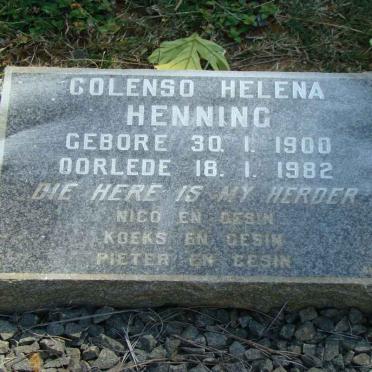 COLENSO HELENA
HENNING
GEBORE 30. 1. 1900
OORLEDE 18. 1. 1982
DIE HERE IS MY HERDER
NICO EN GESIN
KOEKS EN GESIN
PIETER EN GESIN